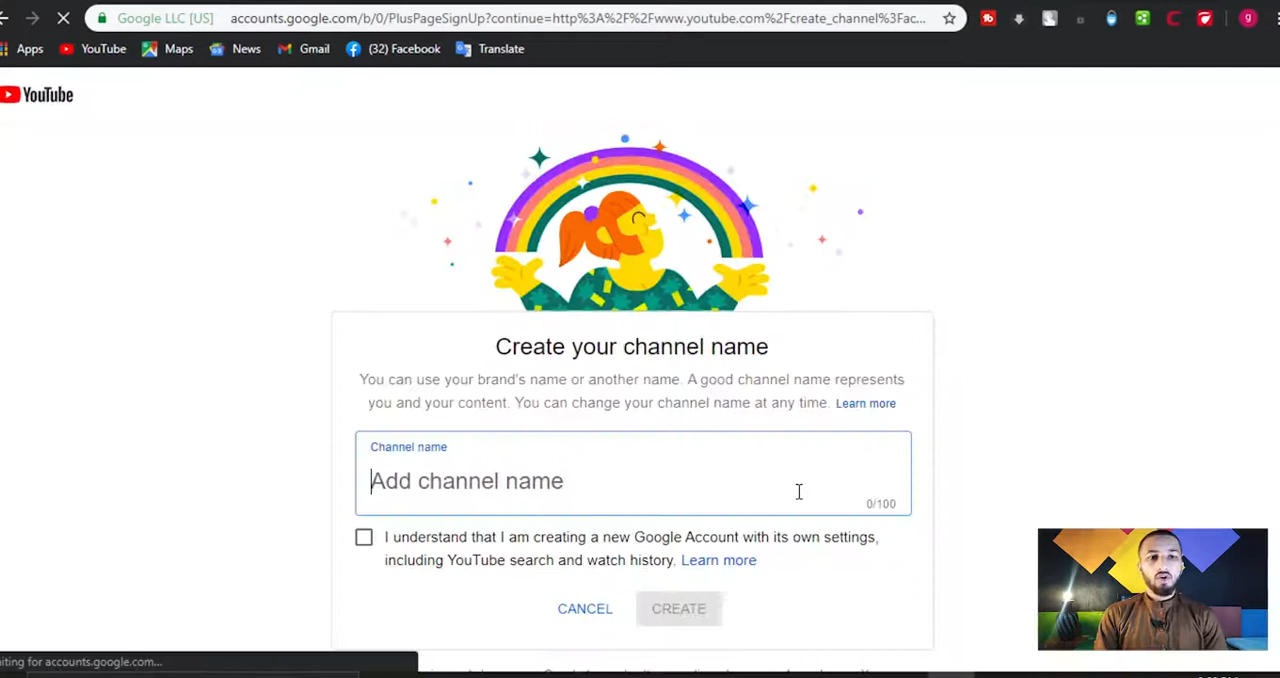 Google LLC [US]
accounts.google.com/b/0/PlusPageSignUp?continue=http%3A%2F%2Fwww.youtube.com%2Fcreate_channel%3Fac...
g
Apps
YouTube
Maps
News
Gmail
(32) Facebook
Translate
YouTube
Create your channel name
You can use your brand's name or another name. A good channel name represents
you and your content. You can change your channel name at any time. Learn more
Channel name
Add channel name
0/100
I understand that I am creating a new Google Account with its own settings,
including YouTube search and watch history. Learn more
CANCEL
CREATE
iting for accounts.google.com...